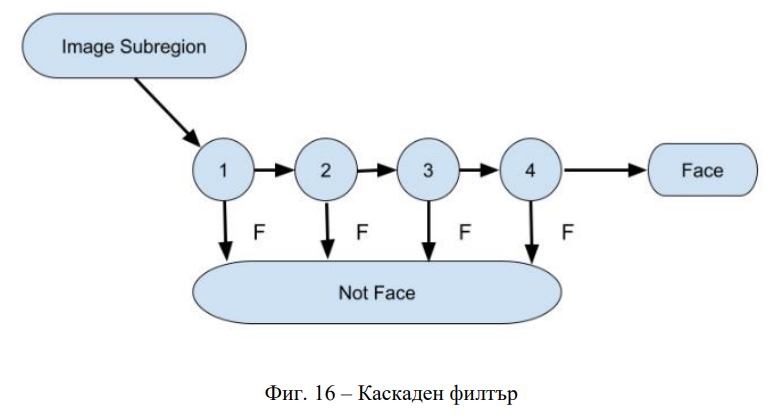 Image Subregion
1
2
3
4
Face
F
F
F
F
Not Face
Фиг. 16 – Каскаден филтър